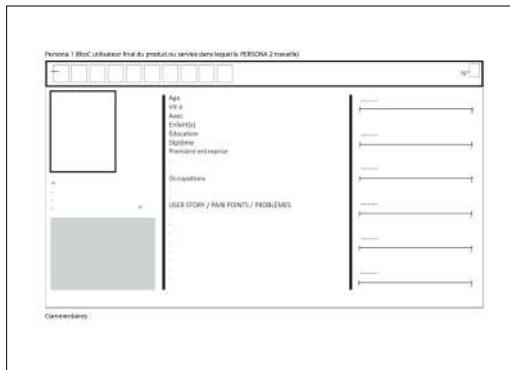 Persona 1 (BtoC utilisateur final du produit ou service dans lequel le PERSONA 2 travaille)
N°
Age
Vit à
Avec
Enfant(s)
Éducation
Diplôme
Première entreprise
Occupations
USER STORY / PAIN POINTS / PROBLÈMES
Commentaires :